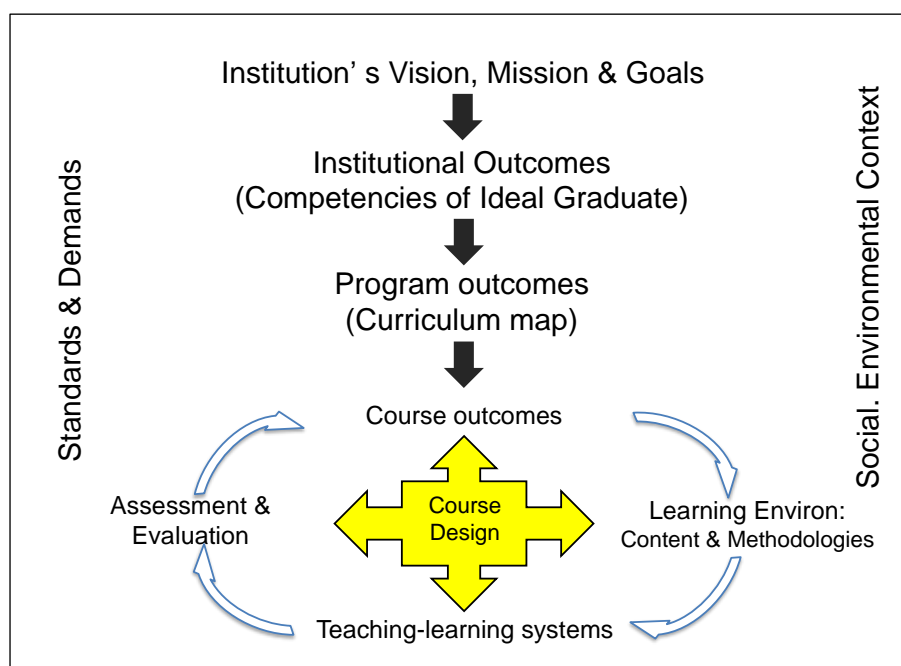 Institution' s Vision, Mission & Goals
Institutional Outcomes
(Competencies of Ideal Graduate)
Program outcomes
(Curriculum map)
Standards & Demands
Social. Environmental Context
Course outcomes
Assessment &
Evaluation
Course
Design
Learning Environ:
Content & Methodologies
Teaching-learning systems